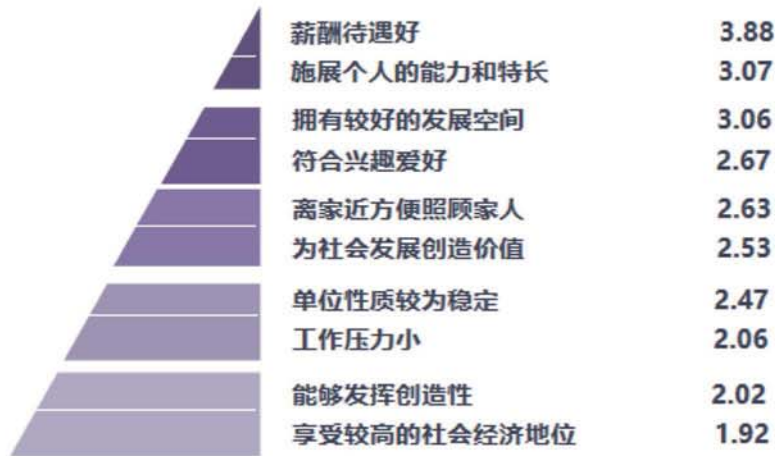 薪酬待遇好 3.88
施展个人的能力和特长 3.07
拥有较好的发展空间 3.06
符合兴趣爱好 2.67
离家近方便照顾家人 2.63
为社会发展创造价值 2.53
单位性质较为稳定 2.47
工作压力小 2.06
能够发挥创造性 2.02
享受较高的社会经济地位 1.92